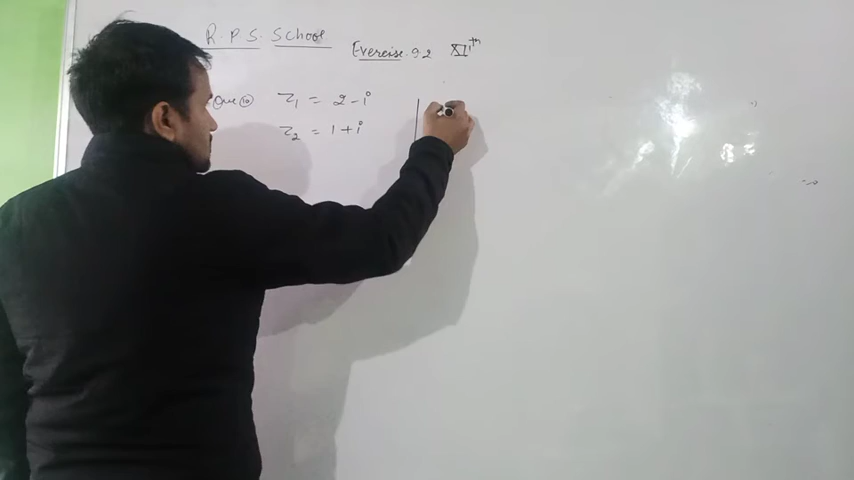 R.P.S. School
Exercise 9.2 XIth
Que 10 z₁ = 2 - i
z₂ = 1 + i